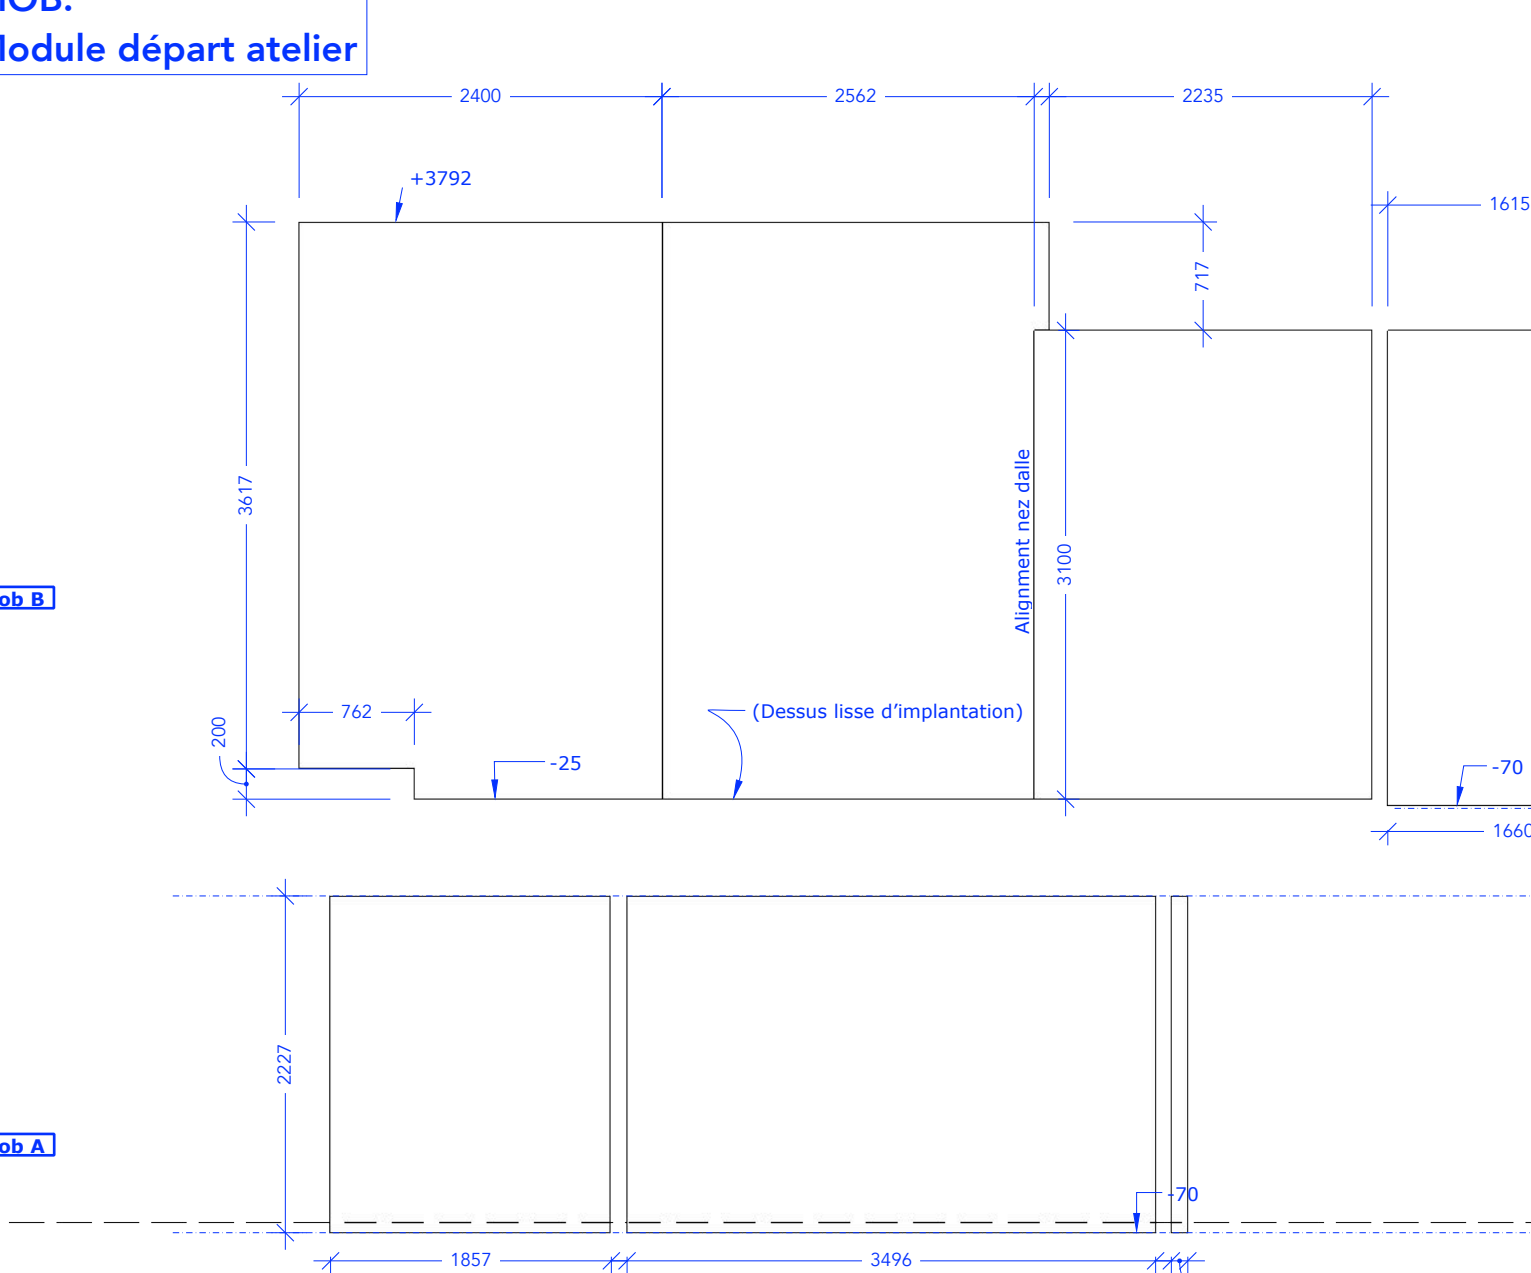 MOB:
Module départ atelier
2400
2562
2235
+3792
1615
717
3617
Alignment nez dalle
3100
ob B
762
(Dessus lisse d’implantation)
200
-25
-70
1660
2227
ob A
-70
1857
3496